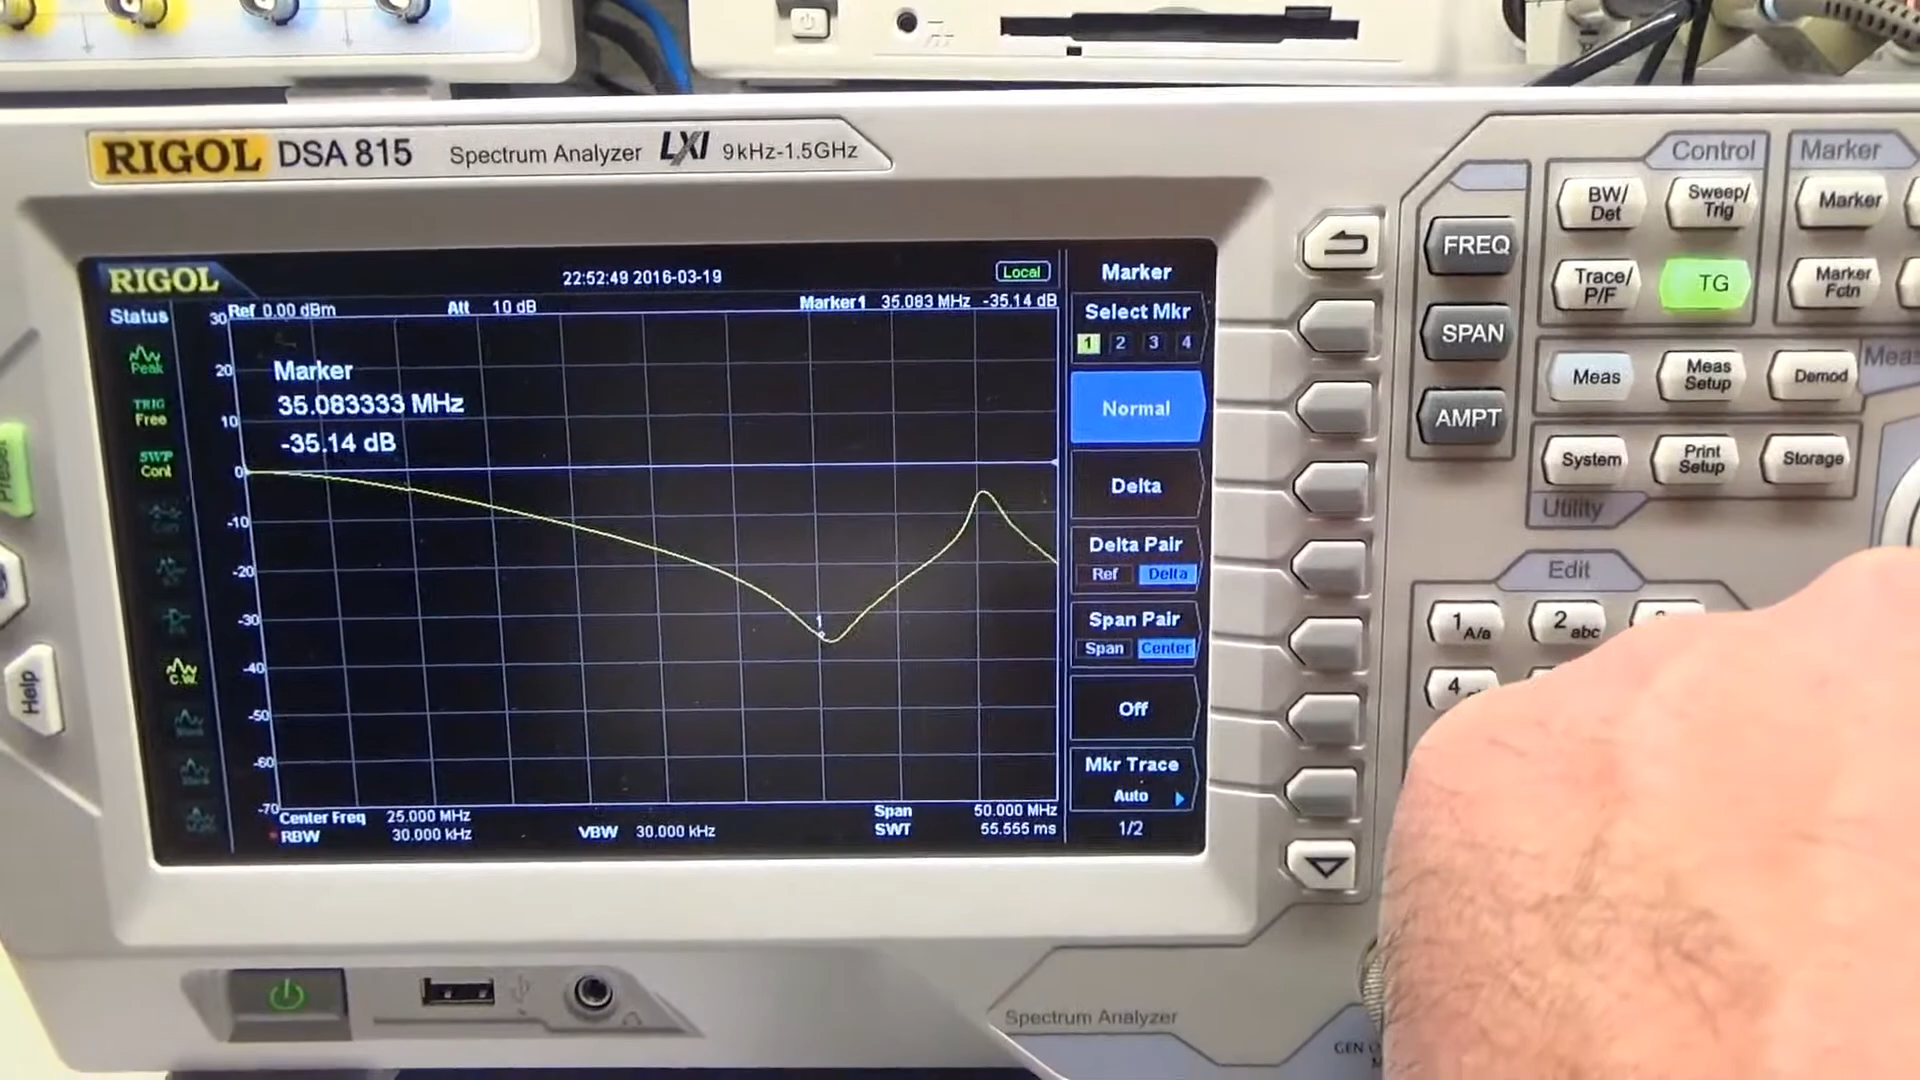 RIGOL DSA 815 Spectrum Analyzer LXI 9kHz-1.5GHz
RIGOL
22:52:49 2016-03-19
Local
Status
Ref 0.00 dBm
Att 10 dB
Marker1 35.083 MHz -35.14 dB
Peak
TRIG
Free
SWP
Cont
C.W.
30
20
10
0
-10
-20
-30
-40
-50
-60
-70
Marker
35.083333 MHz
-35.14 dB
1
Center Freq 25.000 MHz
Span 50.000 MHz
RBW 30.000 kHz
VBW 30.000 kHz
SWT 55.555 ms
Marker
Select Mkr
1 2 3 4
Normal
Delta
Delta Pair
Ref Delta
Span Pair
Span Center
Off
Mkr Trace
Auto
1/2
Preset
Help
FREQ
SPAN
AMPT
Control
BW/
Det
Sweep/
Trig
Trace/
P/F
TG
Marker
Marker
Marker
Fctn
Meas
Meas
Meas
Setup
Demod
System
Print
Setup
Storage
Utility
Edit
1 A/a
2 abc
4
Spectrum Analyzer
GEN